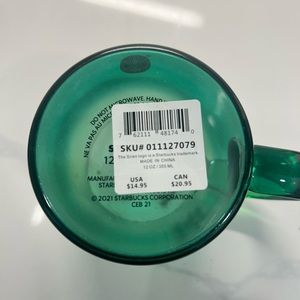 DO NOT MICROWAVE. HAND
NE VA PAS AU MIC
7 62111 48174 0
SKU# 011127079
The Siren logo is a Starbucks trademark
MADE IN CHINA
12 OZ / 355 ML
USA CAN
$14.95 $20.95
S
12
MANUFA
STAR
© 2021 STARBUCKS CORPORATION
CEB 21